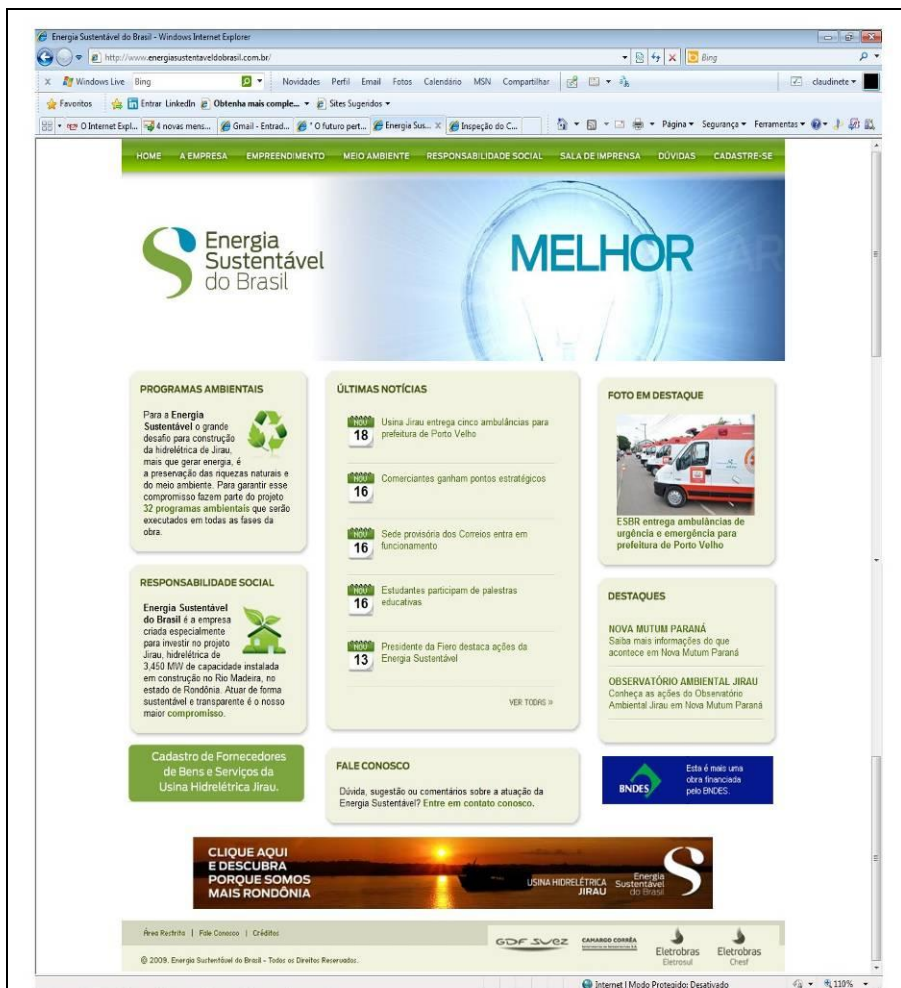 Energia Sustentável do Brasil - Windows Internet Explorer
http://www.energiasustentaveldobrasil.com.br/
Bing
X Windows Live Bing Novidades Perfil Email Fotos Calendário MSN Compartilhar claudinete
Favoritos Entrar LinkedIn Obtenha mais comple... Sites Sugeridos
O Internet Expl... 4 novas mens... Gmail - Entrad... ' O futuro pert... Energia Sus... X Inspeção do C... Página Segurança Ferramentas
HOME A EMPRESA EMPREENDIMENTO MEIO AMBIENTE RESPONSABILIDADE SOCIAL SALA DE IMPRENSA DÚVIDAS CADASTRE-SE
Energia
Sustentável
do Brasil
MELHOR
AR
PROGRAMAS AMBIENTAIS
Para a Energia
Sustentável o grande
desafio para construção
da hidrelétrica de Jirau,
mais que gerar energia, é
a preservação das riquezas naturais e
do meio ambiente. Para garantir esse
compromisso fazem parte do projeto
32 programas ambientais que serão
executados em todas as fases da
obra.
RESPONSABILIDADE SOCIAL
Energia Sustentável
do Brasil é a empresa
criada especialmente
para investir no projeto
Jirau, hidrelétrica de
3,450 MW de capacidade instalada
em construção no Rio Madeira, no
estado de Rondônia. Atuar de forma
sustentável e transparente é o nosso
maior compromisso.
Cadastro de Fornecedores
de Bens e Serviços da
Usina Hidrelétrica Jirau.
ÚLTIMAS NOTÍCIAS
NOV
18
Usina Jirau entrega cinco ambulâncias para
prefeitura de Porto Velho
NOV
16
Comerciantes ganham pontos estratégicos
NOV
16
Sede provisória dos Correios entra em
funcionamento
NOV
16
Estudantes participam de palestras
educativas
NOV
13
Presidente da Fiero destaca ações da
Energia Sustentável
VER TODAS »
FALE CONOSCO
Dúvida, sugestão ou comentários sobre a atuação da
Energia Sustentável? Entre em contato conosco.
FOTO EM DESTAQUE
ESBR entrega ambulâncias de
urgência e emergência para
prefeitura de Porto Velho
DESTAQUES
NOVA MUTUM PARANÁ
Saiba mais informações do que
acontece em Nova Mutum Paraná
OBSERVATÓRIO AMBIENTAL JIRAU
Conheça as ações do Observatório
Ambiental Jirau em Nova Mutum Paraná
BNDES
Esta é mais uma
obra financiada
pelo BNDES.
CLIQUE AQUI
E DESCUBRA
PORQUE SOMOS
MAIS RONDÔNIA
USINA HIDRELÉTRICA
JIRAU
Energia
Sustentável
do Brasil
Área Restrita | Fale Conosco | Créditos
© 2009. Energia Sustentável do Brasil - Todos os Direitos Reservados.
GDF SUEZ
CAMARGO CORRÊA
Eletrobras
Eletrosul
Eletrobras
Chesf
Internet | Modo Protegido: Desativado
110%